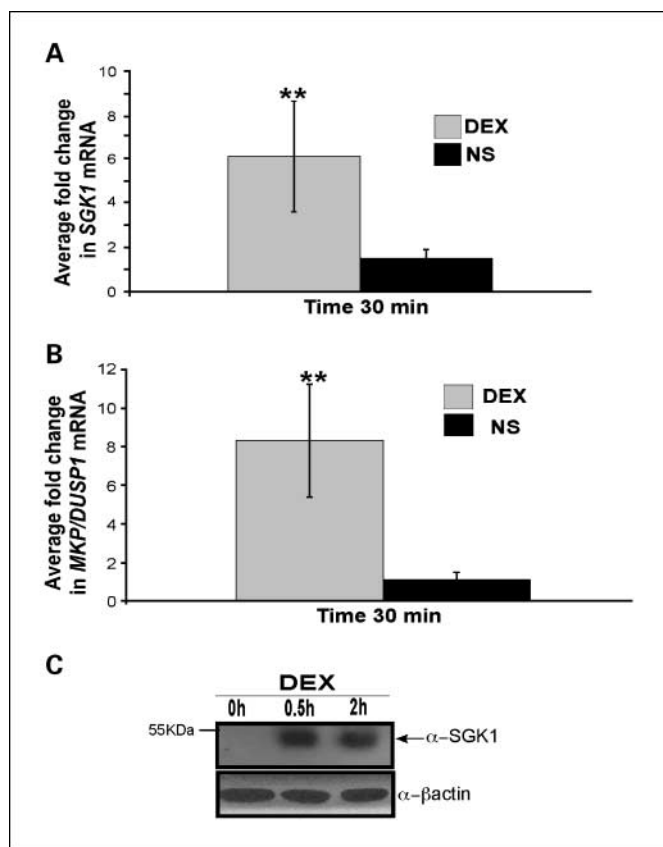 A
Average fold change
in SGK1 mRNA
10
8
6
4
2
0
**
DEX
NS
Time 30 min
B
Average fold change
in MKP/DUSP1 mRNA
12
10
8
6
4
2
0
**
DEX
NS
Time 30 min
C
DEX
0h 0.5h 2h
55KDa
α-SGK1
α-βactin